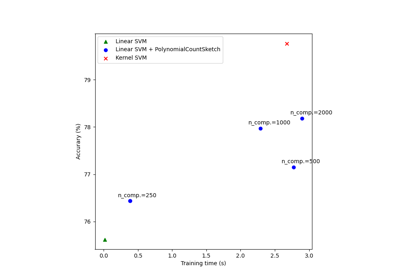 Linear SVM
Linear SVM + PolynomialCountSketch
Kernel SVM
79
78
77
76
Accurary (%)
n_comp.=2000
n_comp.=1000
n_comp.=500
n_comp.=250
0.0 0.5 1.0 1.5 2.0 2.5 3.0
Training time (s)